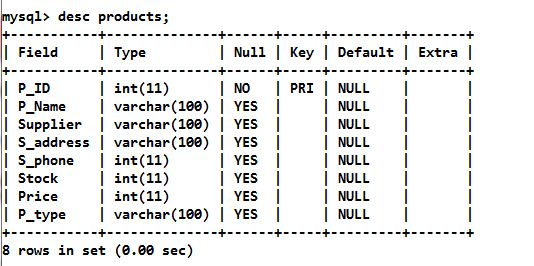 mysql> desc products;
+-----------+--------------+------+-----+---------+-------+
| Field     | Type         | Null | Key | Default | Extra |
+-----------+--------------+------+-----+---------+-------+
| P_ID      | int(11)      | NO   | PRI | NULL    |       |
| P_Name    | varchar(100) | YES  |     | NULL    |       |
| Supplier  | varchar(100) | YES  |     | NULL    |       |
| S_address | varchar(100) | YES  |     | NULL    |       |
| S_phone   | int(11)      | YES  |     | NULL    |       |
| Stock     | int(11)      | YES  |     | NULL    |       |
| Price     | int(11)      | YES  |     | NULL    |       |
| P_type    | varchar(100) | YES  |     | NULL    |       |
+-----------+--------------+------+-----+---------+-------+
8 rows in set (0.00 sec)